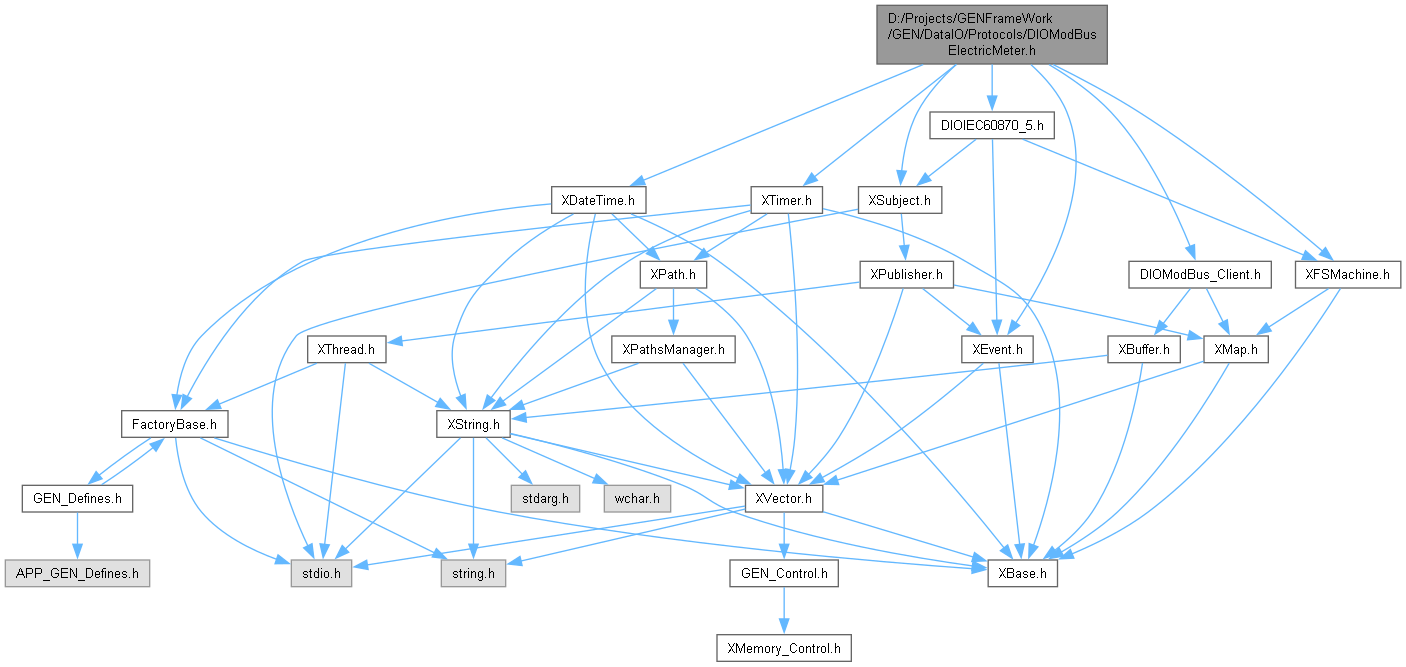 D:/Projects/GENFrameWork
/GEN/DataIO/Protocols/DIOModBus
ElectricMeter.h
DIOIEC60870_5.h
XDateTime.h
XTimer.h
XSubject.h
XPath.h
XPublisher.h
DIOModBus_Client.h
XFSMachine.h
XThread.h
XPathsManager.h
XEvent.h
XBuffer.h
XMap.h
FactoryBase.h
XString.h
GEN_Defines.h
stdarg.h
wchar.h
XVector.h
APP_GEN_Defines.h
stdio.h
string.h
GEN_Control.h
XBase.h
XMemory_Control.h